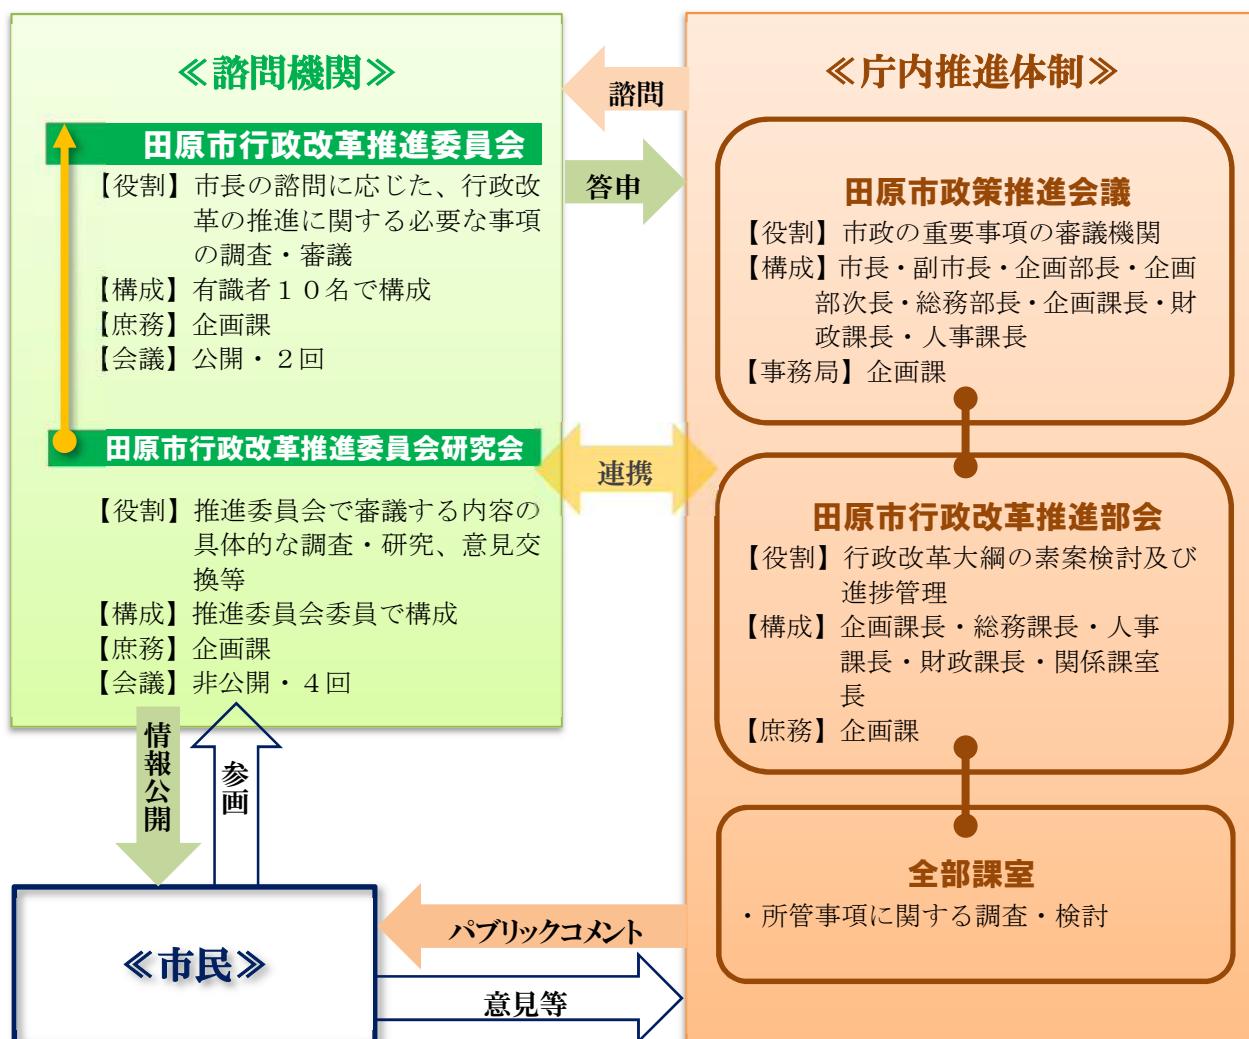 ≪諮問機関≫
田原市行政改革推進委員会
【役割】市長の諮問に応じた、行政改
革の推進に関する必要な事項
の調査・審議
【構成】有識者１０名で構成
【庶務】企画課
【会議】公開・２回
田原市行政改革推進委員会研究会
【役割】推進委員会で審議する内容の
具体的な調査・研究、意見交
換等
【構成】推進委員会委員で構成
【庶務】企画課
【会議】非公開・４回
諮問
答申
連携
≪庁内推進体制≫
田原市政策推進会議
【役割】市政の重要事項の審議機関
【構成】市長・副市長・企画部長・企画
部次長・総務部長・企画課長・財
政課長・人事課長
【事務局】企画課
田原市行政改革推進部会
【役割】行政改革大綱の素案検討及び
進捗管理
【構成】企画課長・総務課長・人事
課長・財政課長・関係課室
長
【庶務】企画課
全部課室
・所管事項に関する調査・検討
情報公開
参画
≪市民≫
パブリックコメント
意見等